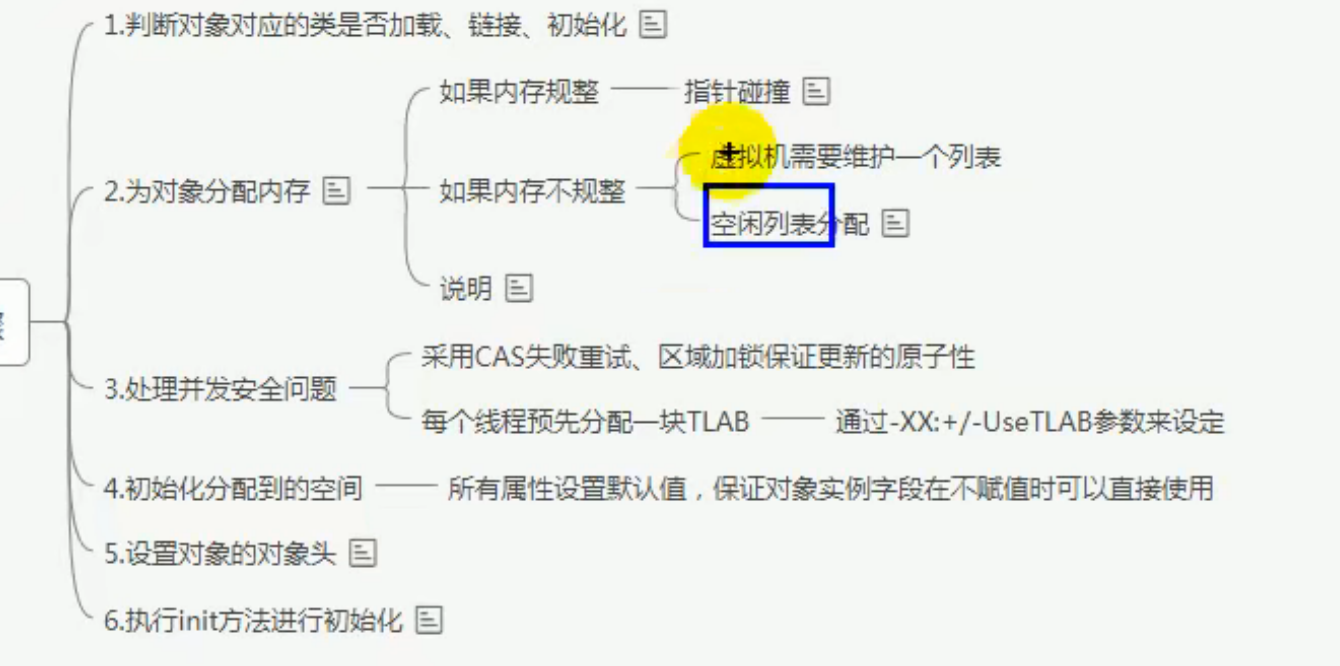 1.判断对象对应的类是否加载、链接、初始化
如果内存规整
指针碰撞
虚拟机需要维护一个列表
2.为对象分配内存
如果内存不规整
空闲列表分配
说明
采用CAS失败重试、区域加锁保证更新的原子性
3.处理并发安全问题
每个线程预先分配一块TLAB
通过-XX:+/-UseTLAB参数来设定
4.初始化分配到的空间
所有属性设置默认值，保证对象实例字段在不赋值时可以直接使用
5.设置对象的对象头
6.执行init方法进行初始化